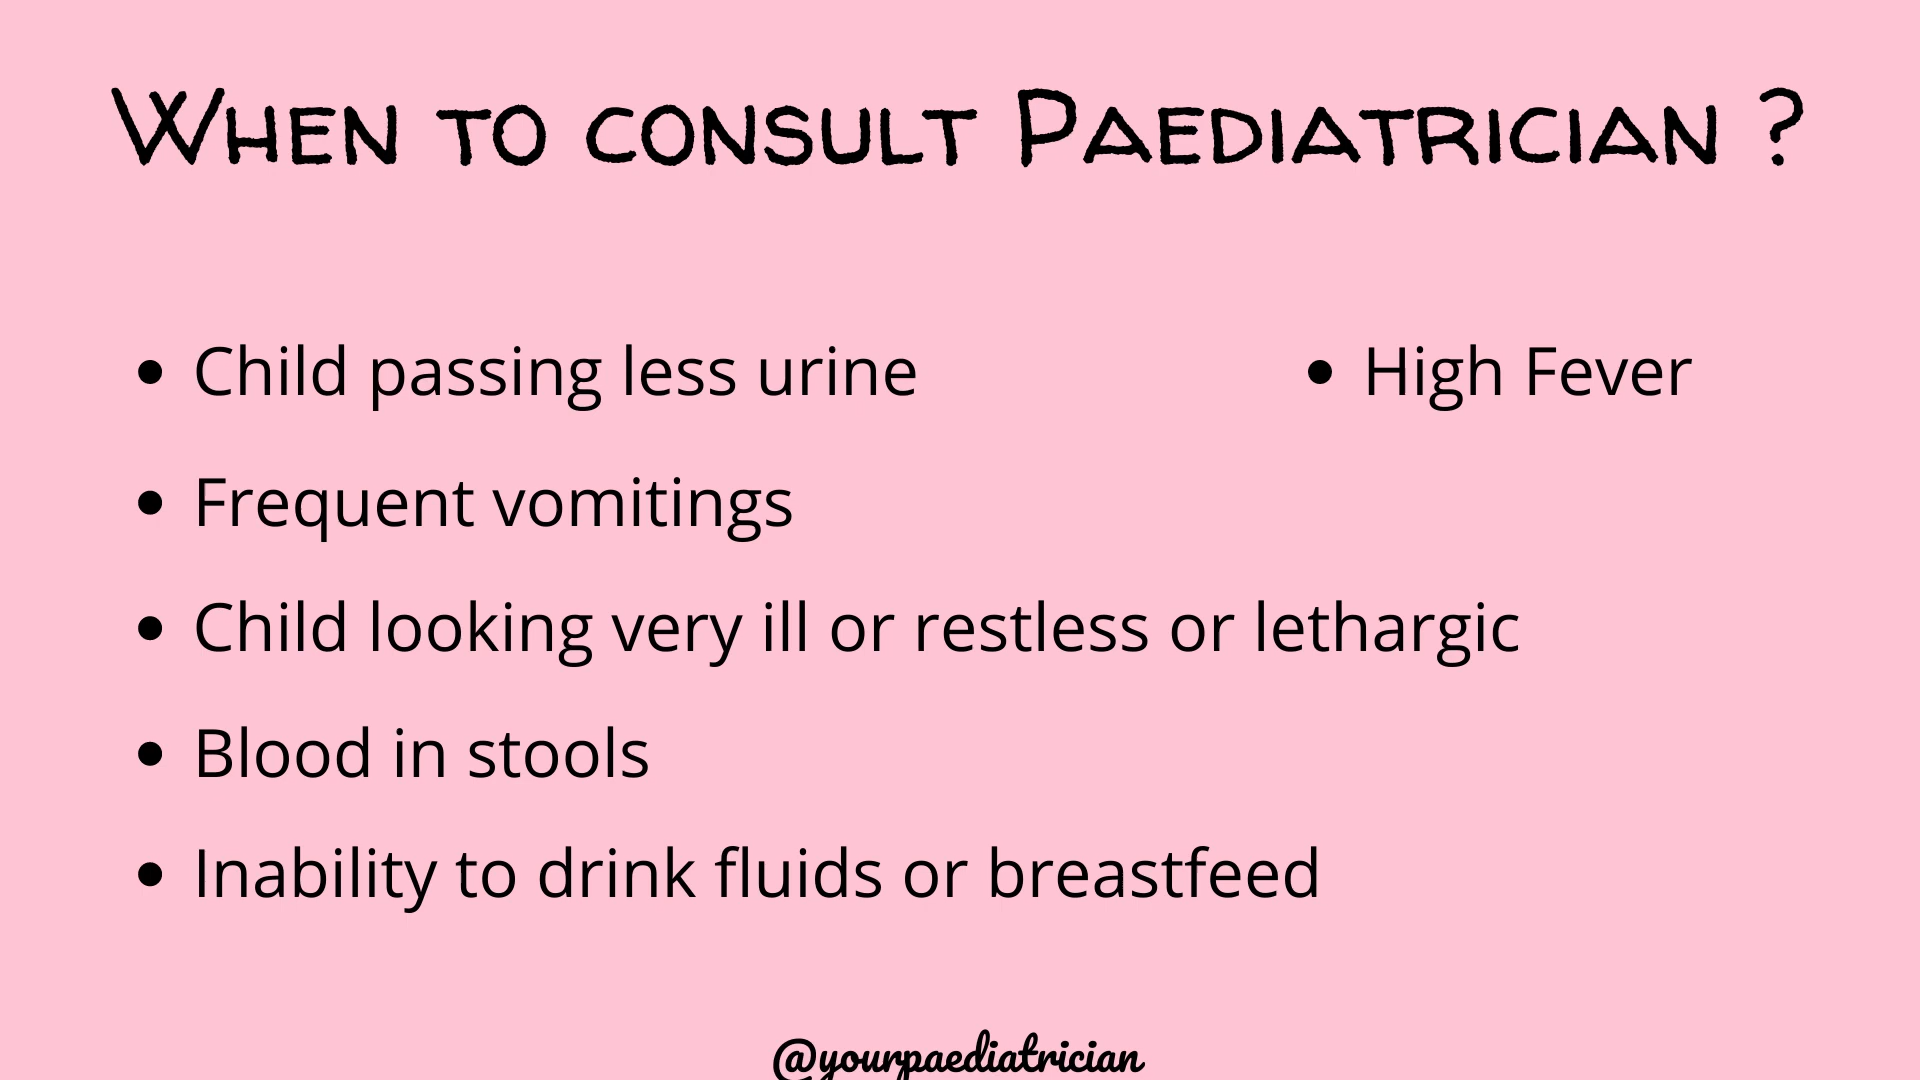 When to consult Paediatrician ?
• Child passing less urine
• High Fever
• Frequent vomitings
• Child looking very ill or restless or lethargic
• Blood in stools
• Inability to drink fluids or breastfeed
@yourpaediatrician